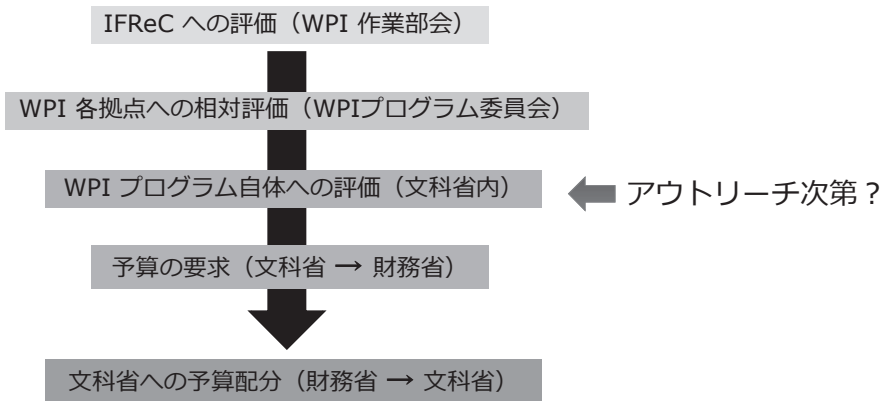 IFReC への評価（WPI 作業部会）
WPI 各拠点への相対評価（WPIプログラム委員会）
WPI プログラム自体への評価（文科省内）
アウトリーチ次第？
予算の要求（文科省 → 財務省）
文科省への予算配分（財務省 → 文科省）